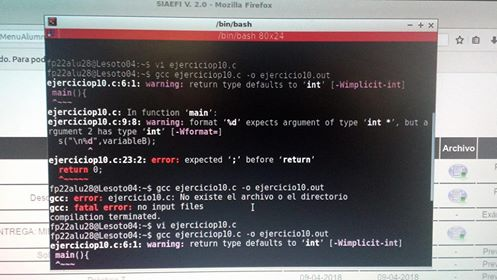 SIAEFI V. 2.0 - Mozilla Firefox
/bin/bash
/bin/bash 80x24
MenuAlumn
do. Para pod
fp22alu28@Lesoto04:~$ vi ejerciciop10.c
fp22alu28@Lesoto04:~$ gcc ejerciciop10.c -o ejercicio10.out
ejerciciop10.c:6:1: warning: return type defaults to 'int' [-Wimplicit-int]
main(){
^~~~
ejerciciop10.c: In function 'main':
ejerciciop10.c:9:8: warning: format '%d' expects argument of type 'int *', but a
rgument 2 has type 'int' [-Wformat=]
s("\n%d",variableB);
^
ejerciciop10.c:23:2: error: expected ';' before 'return'
return 0;
^~~~~~
fp22alu28@Lesoto04:~$ gcc ejercicio10.c -o ejercicio10.out
gcc: error: ejercicio10.c: No existe el archivo o el directorio
gcc: fatal error: no input files
compilation terminated.
fp22alu28@Lesoto04:~$ vi ejerciciop10.c
fp22alu28@Lesoto04:~$ gcc ejerciciop10.c -o ejercicio10.out
ejerciciop10.c:6:1: warning: return type defaults to 'int' [-Wimplicit-int]
main(){
^~~~
Archivo
Des
ENTREGA: MI
09-04-2018
09-04-2018